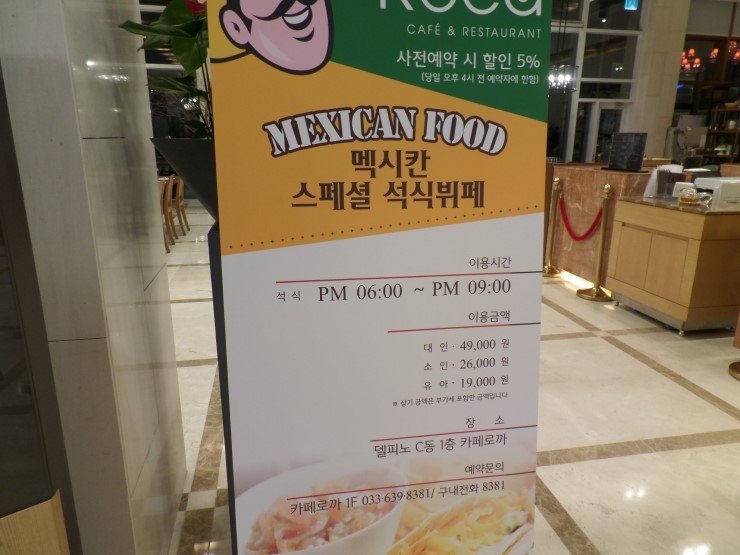 CAFÉ & RESTAURANT
사전예약 시 할인 5%
(당일 오후 4시 전 예약자에 한함)
MEXICAN FOOD
멕시칸
스페셜 석식뷔페
이용시간
석 식 PM 06:00 ~ PM 09:00
이용금액
대 인 · 49,000 원
소 인 · 26,000 원
유 아 · 19,000 원
※ 상기 금액은 부가세 포함한 금액입니다
장 소
델피노 C동 1층 카페로까
예약문의
카페로까 1F 033·639·8381/ 구내전화 8381